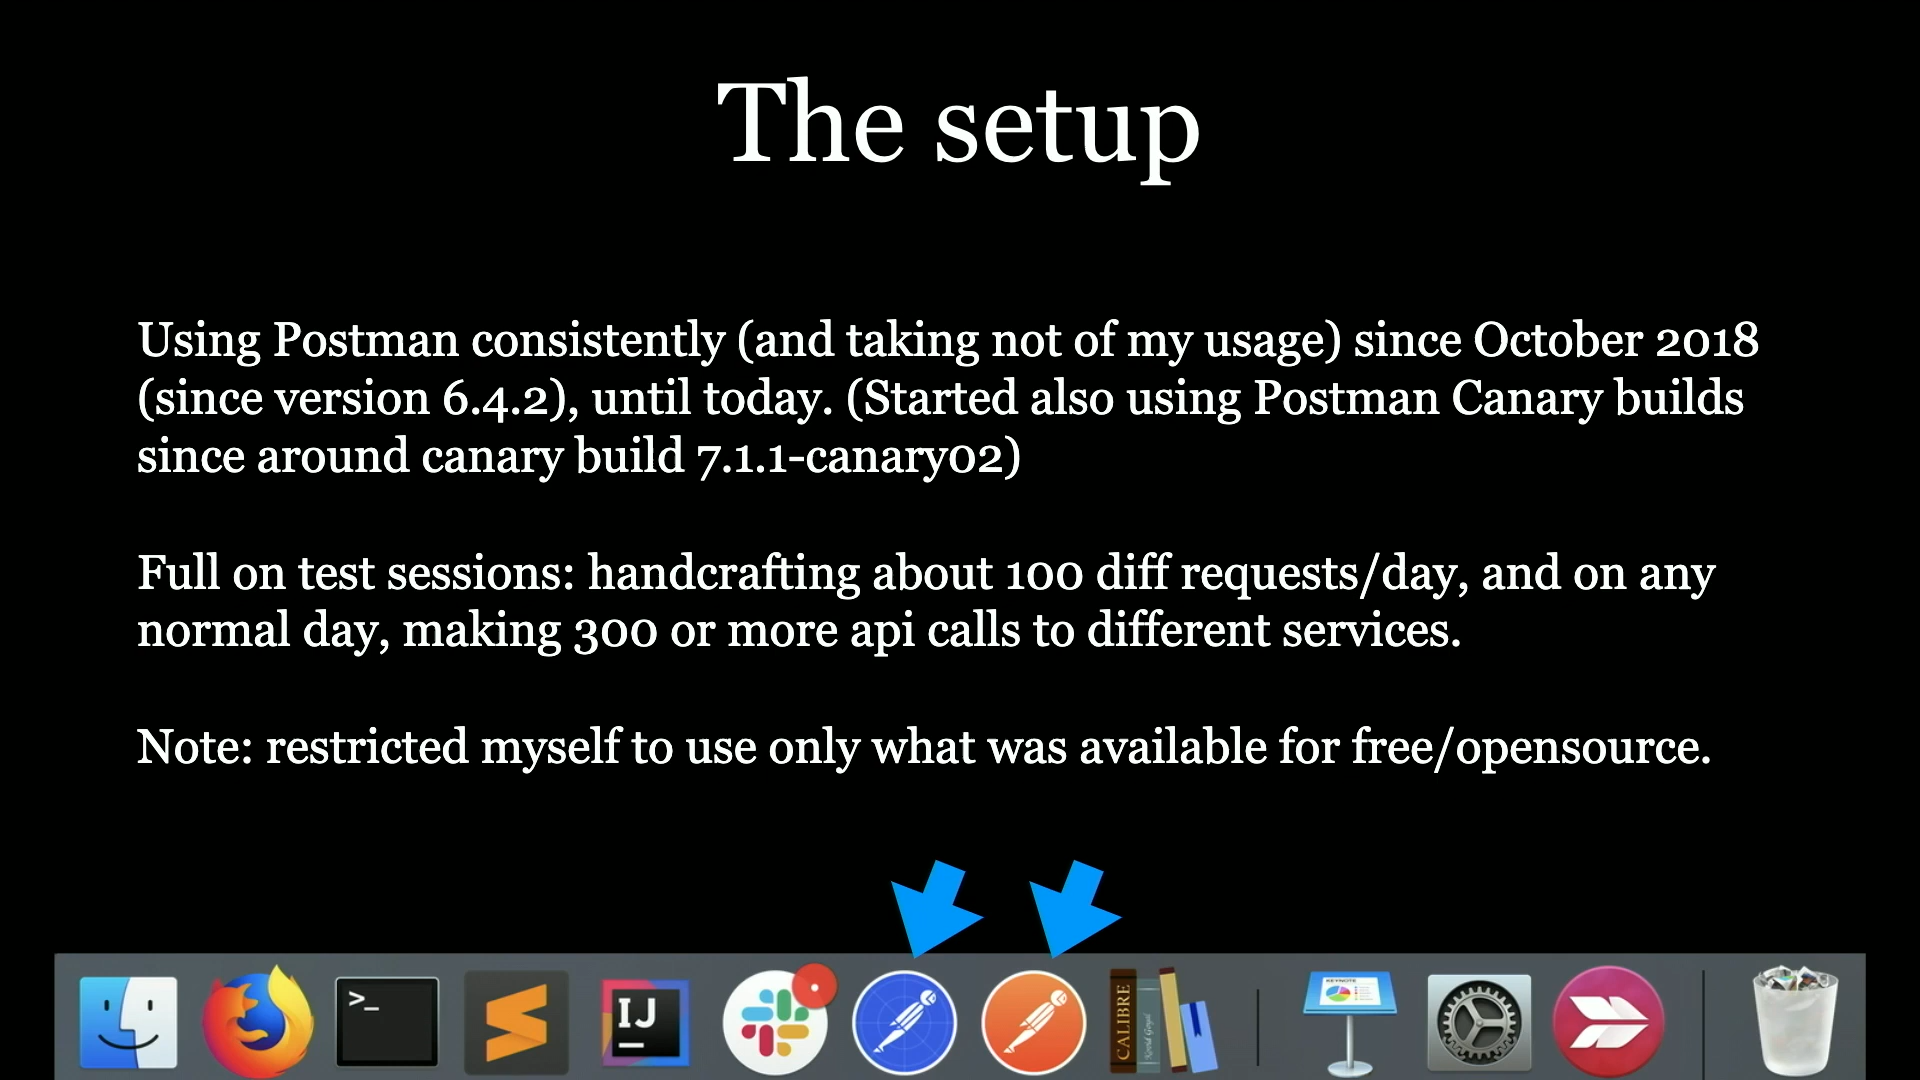 The setup
Using Postman consistently (and taking not of my usage) since October 2018
(since version 6.4.2), until today. (Started also using Postman Canary builds
since around canary build 7.1.1-canary02)
Full on test sessions: handcrafting about 100 diff requests/day, and on any
normal day, making 300 or more api calls to different services.
Note: restricted myself to use only what was available for free/opensource.
>_
IJ
CALIBRE
Kovid Goyal
KEYNOTE